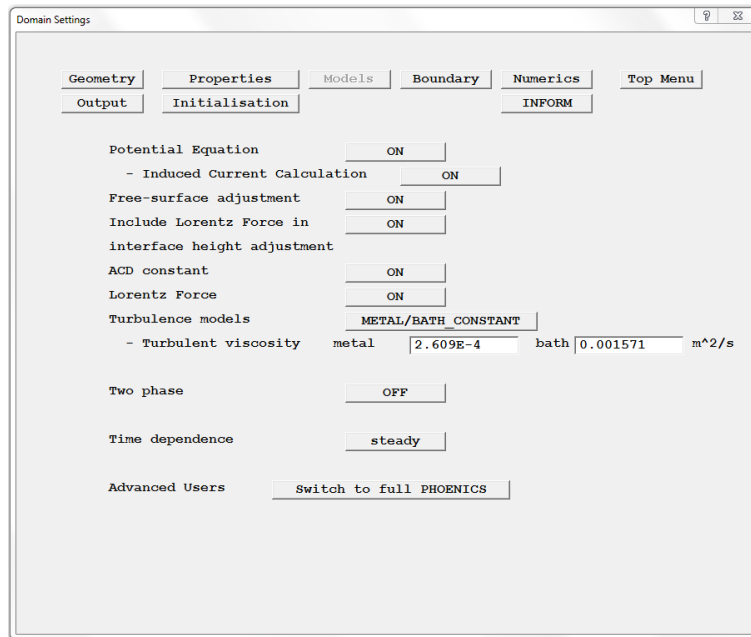 Domain Settings
Geometry Properties Models Boundary Numerics Top Menu
Output Initialisation INFORM
Potential Equation ON
- Induced Current Calculation ON
Free-surface adjustment ON
Include Lorentz Force in ON
interface height adjustment
ACD constant ON
Lorentz Force ON
Turbulence models METAL/BATH_CONSTANT
- Turbulent viscosity metal 2.609E-4 bath 0.001571 m^2/s
Two phase OFF
Time dependence steady
Advanced Users Switch to full PHOENICS